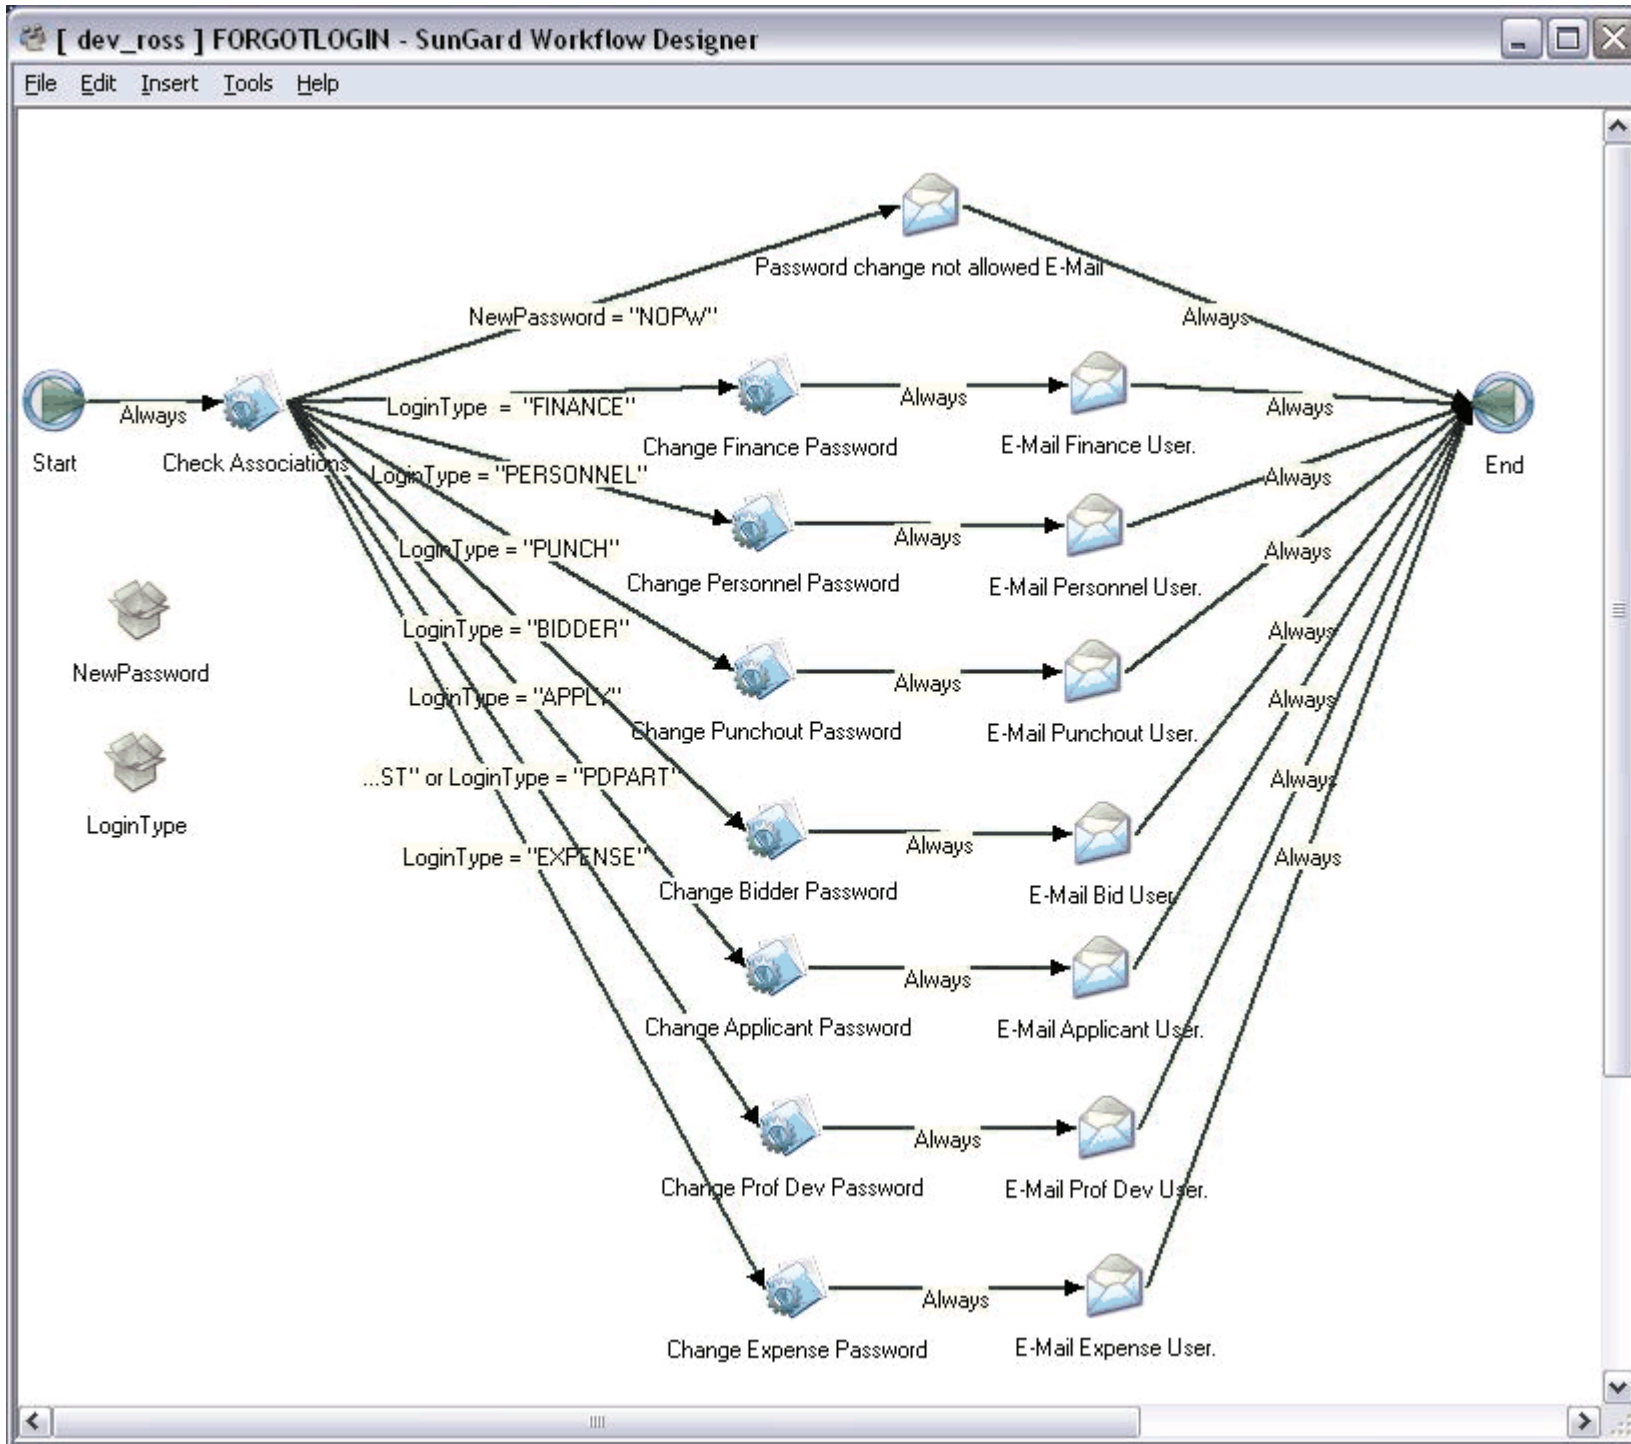 [ dev_ross ] FORGOTLOGIN - SunGard Workflow Designer
File Edit Insert Tools Help
Password change not allowed E-Mail
NewPassword = "NOPW"
Always
LoginType = "FINANCE"
Always
Always
Always
Change Finance Password
E-Mail Finance User.
Start
Check Associations
End
LoginType = "PERSONNEL"
Always
Always
Change Personnel Password
E-Mail Personnel User.
LoginType = "PUNCH"
Always
LoginType = "BIDDER"
Always
NewPassword
Always
LoginType = "APPLY"
Always
Change Punchout Password
E-Mail Punchout User.
...ST" or LoginType = "PDPART"
Always
LoginType
Always
LoginType = "EXPENSE"
Always
Change Bidder Password
E-Mail Bid User.
Always
Change Applicant Password
E-Mail Applicant User.
Always
Change Prof Dev Password
E-Mail Prof Dev User.
Always
Change Expense Password
E-Mail Expense User.